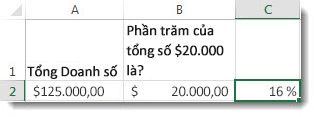 A B C
Phần trăm của
tổng số $20.000
1 Tổng Doanh số là?
2 $125.000,00 $ 20.000,00 16 %